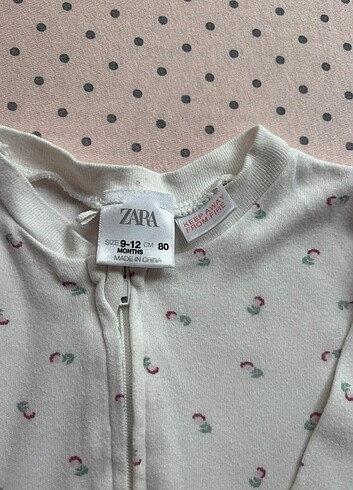 ZARA
SIZE 9-12 CM 80
MONTHS
MADE IN CHINA
KEEP AWAY
FROM FIRE